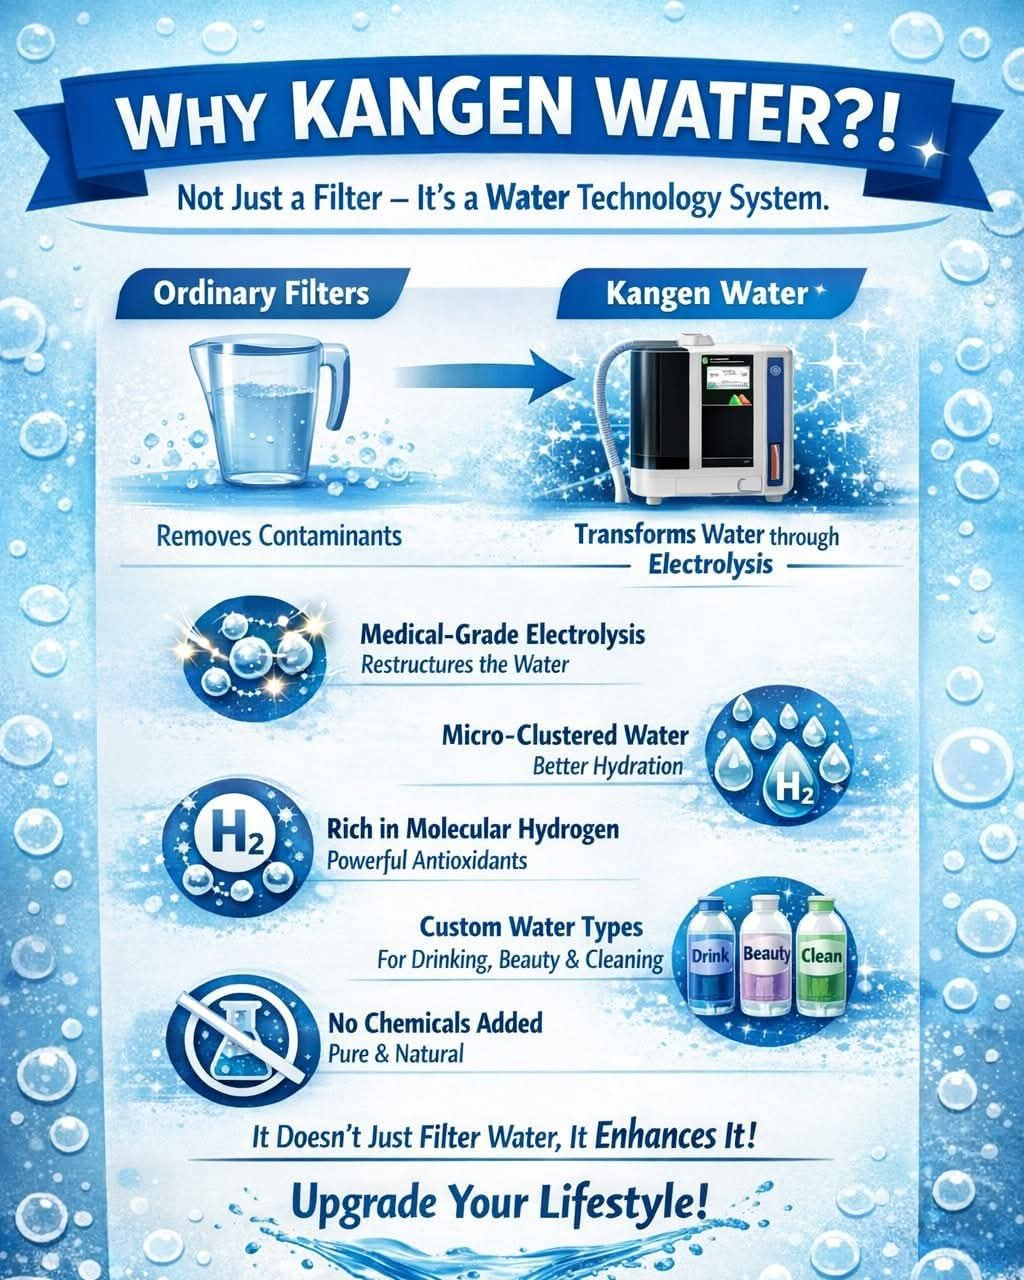 WHY KANGEN WATER?!
Not Just a Filter – It's a Water Technology System.
Ordinary Filters
Kangen Water
Removes Contaminants
Transforms Water through
Electrolysis
Medical-Grade Electrolysis
Restructures the Water
Micro-Clustered Water
Better Hydration
H2
H2
Rich in Molecular Hydrogen
Powerful Antioxidants
Custom Water Types
For Drinking, Beauty & Cleaning
Drink
Beauty
Clean
No Chemicals Added
Pure & Natural
It Doesn't Just Filter Water, It Enhances It!
Upgrade Your Lifestyle!